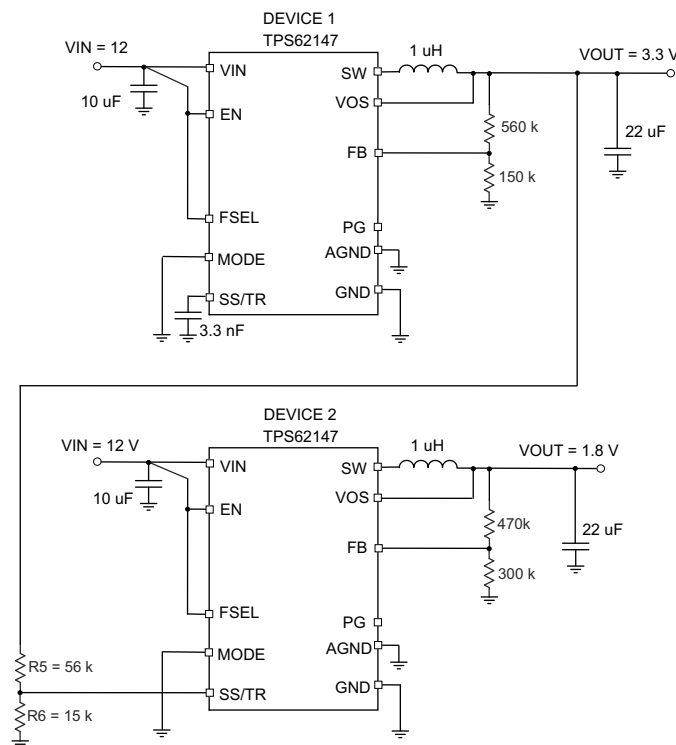 DEVICE 1
TPS62147
VIN = 12
10 uF
VIN
EN
FSEL
MODE
SS/TR
3.3 nF
SW
VOS
FB
PG
AGND
GND
1 uH
VOUT = 3.3 V
560 k
150 k
22 uF
DEVICE 2
TPS62147
VIN = 12 V
10 uF
VIN
EN
FSEL
MODE
SS/TR
SW
VOS
FB
PG
AGND
GND
1 uH
VOUT = 1.8 V
470k
300 k
22 uF
R5 = 56 k
R6 = 15 k